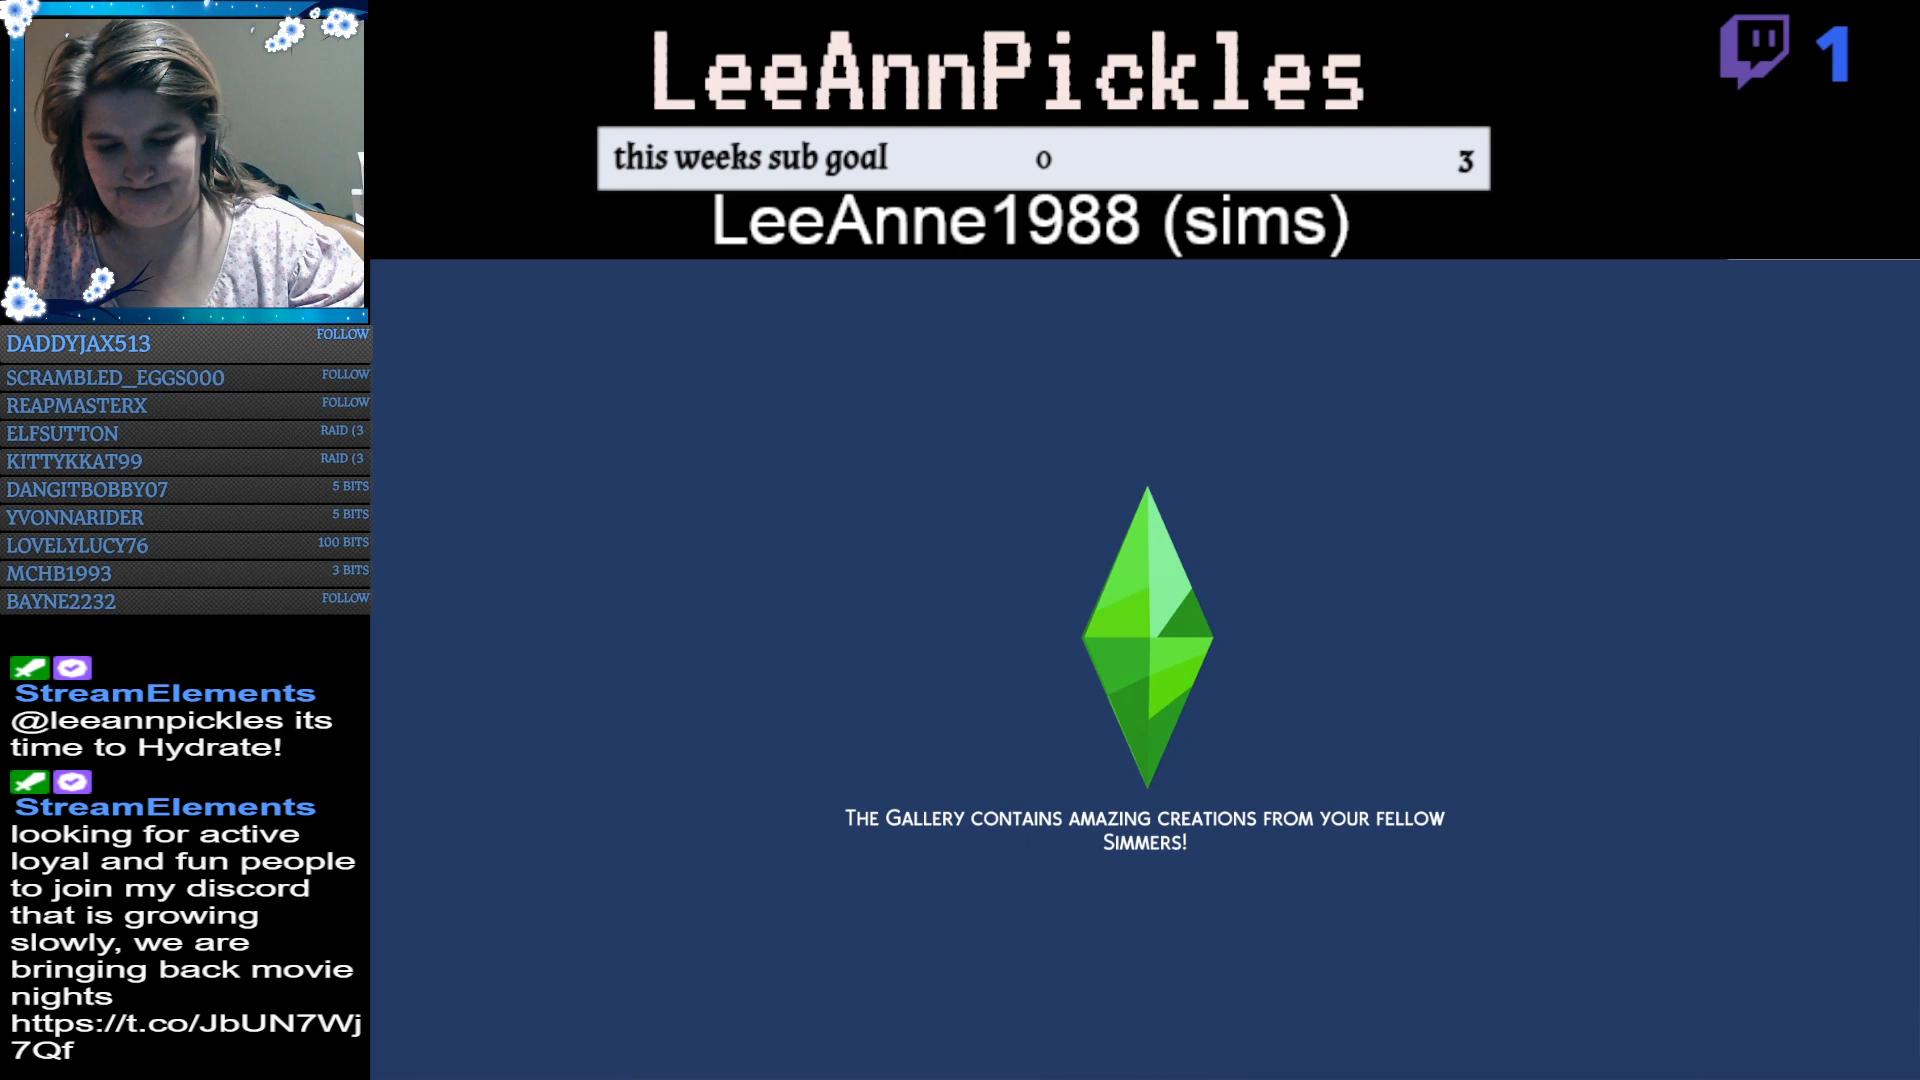 LeeAnnPickles
1
this weeks sub goal 0 3
LeeAnne1988 (sims)
DADDYJAX513 FOLLOW
SCRAMBLED_EGGS000 FOLLOW
REAPMASTERX FOLLOW
ELFSUTTON RAID (3
KITTYKKAT99 RAID (3
DANGITBOBBY07 5 BITS
YVONNARIDER 5 BITS
LOVELYLUCY76 100 BITS
MCHB1993 3 BITS
BAYNE2232 FOLLOW
StreamElements
@leeannpickles its
time to Hydrate!
StreamElements
looking for active
loyal and fun people
to join my discord
that is growing
slowly, we are
bringing back movie
nights
https://t.co/JbUN7Wj
7Qf
THE GALLERY CONTAINS AMAZING CREATIONS FROM YOUR FELLOW
SIMMERS!